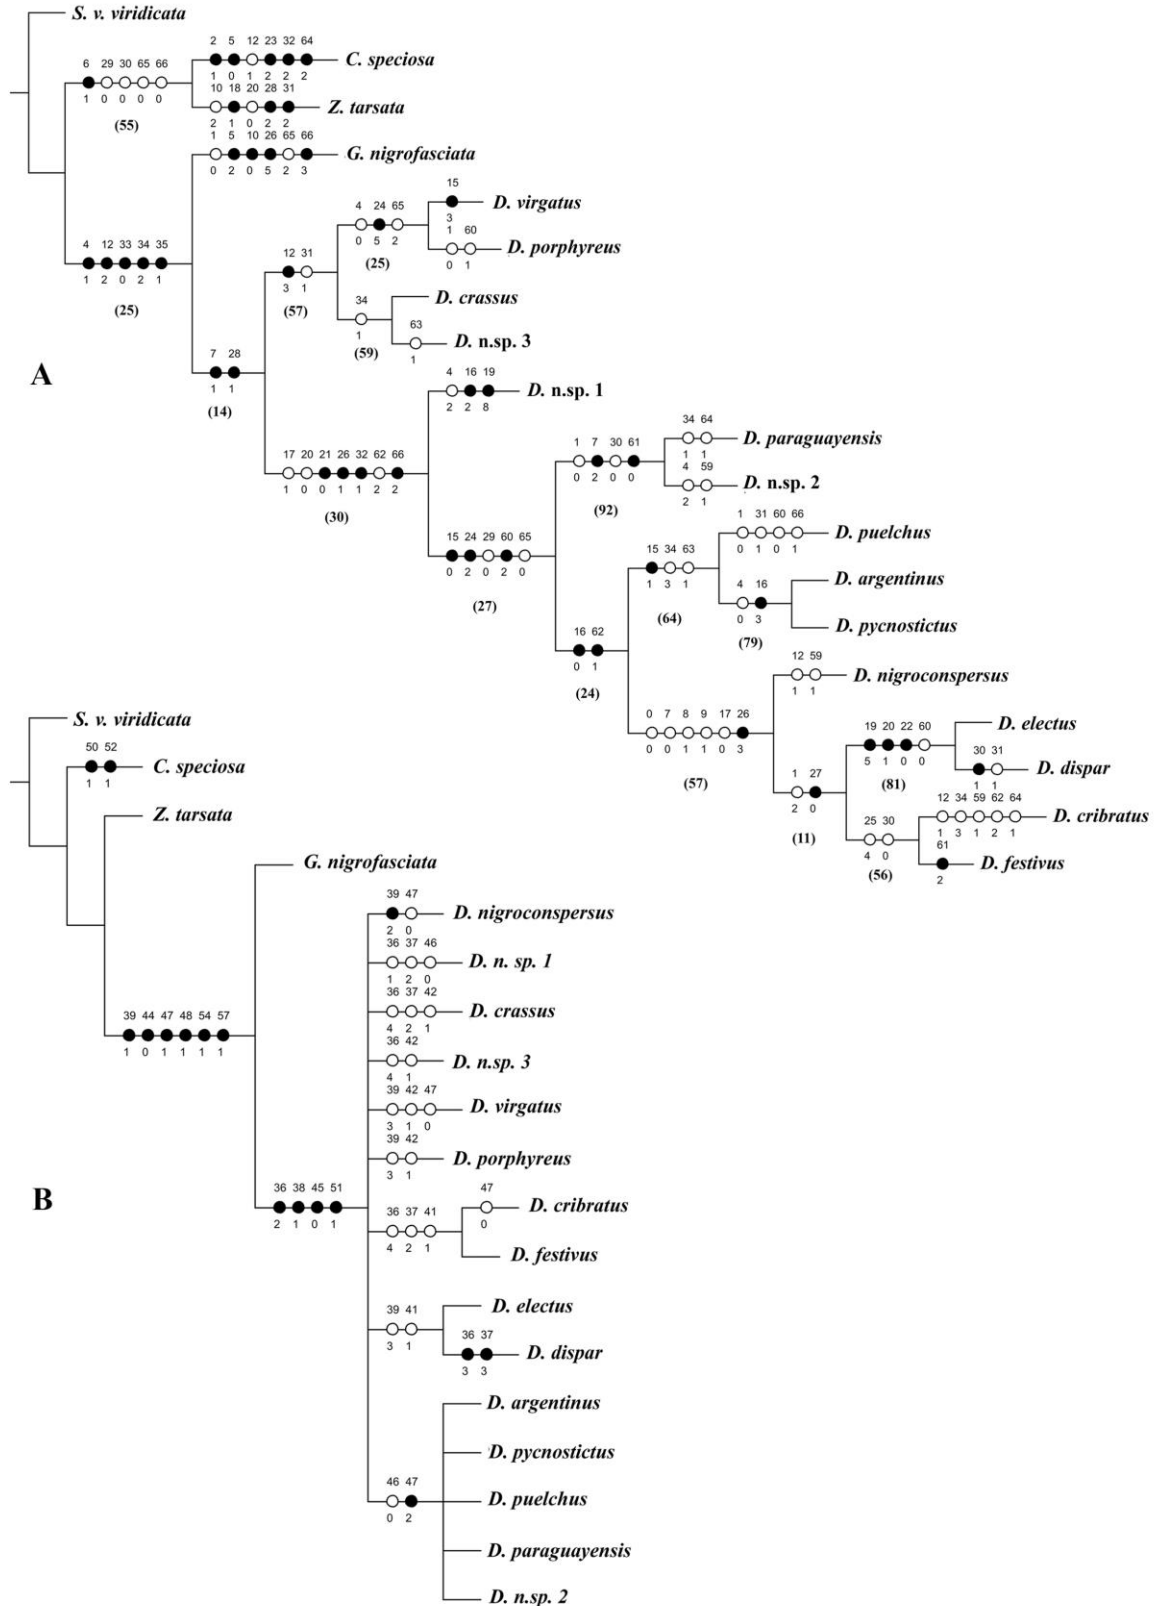 S. v. viridicata
2 5 12 23 32 64
C. speciosa
1 0 1 2 2 2
6 29 30 65 66
1 0 0 0 0
(55)
10 18 20 28 31
Z. tarsata
2 1 0 2 2
1 5 10 26 65 66
G. nigrofasciata
0 2 0 5 2 3
4 12 33 34 35
1 2 0 2 1
(25)
15
D. virgatus
3
4 24 65
0 5 2
(25)
1 60
D. porphyreus
0 1
12 31
3 1
(57)
D. crassus
34
1
(59)
63
D. n.sp. 3
1
A
7 28
1 1
(14)
4 16 19
D. n.sp. 1
2 2 8
17 20 21 26 32 62 66
1 0 0 1 1 2 2
(30)
34 64
D. paraguayensis
1 1
1 7 30 61
0 2 0 0
(92)
4 59
D. n.sp. 2
2 1
15 24 29 60 65
0 2 0 2 0
(27)
1 31 60 66
D. puelchus
0 1 0 1
15 34 63
1 3 1
(64)
D. argentinus
4 16
0 3
(79)
D. pycnostictus
16 62
0 1
(24)
12 59
D. nigroconspersus
1 1
0 7 8 9 17 26
0 0 1 1 0 3
(57)
19 20 22 60
5 1 0 0
(81)
D. electus
30 31
D. dispar
1 1
1 27
2 0
(11)
12 34 59 62 64
D. cribratus
1 3 1 2 1
25 30
4 0
(56)
61
D. festivus
2
S. v. viridicata
50 52
C. speciosa
1 1
Z. tarsata
G. nigrofasciata
39 47
D. nigroconspersus
2 0
36 37 46
D. n. sp. 1
1 2 0
39 44 47 48 54 57
1 0 1 1 1 1
36 37 42
D. crassus
4 2 1
36 42
D. n.sp. 3
4 1
39 42 47
D. virgatus
3 1 0
39 42
D. porphyreus
3 1
B
36 38 45 51
2 1 0 1
47
D. cribratus
0
36 37 41
4 2 1
D. festivus
D. electus
39 41
3 1
36 37
D. dispar
3 3
D. argentinus
D. pycnostictus
46 47
0 2
D. puelchus
D. paraguayensis
D. n.sp. 2